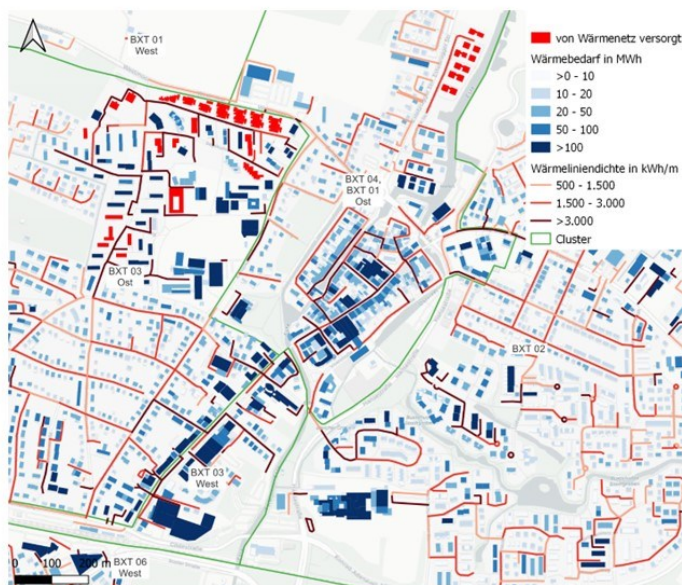 BXT 01
West
BXT 04,
BXT 01
Ost
BXT 03
Ost
BXT 02
BXT 03
West
BXT 06
West
0 100 200 m
von Wärmenetz versorgt
Wärmebedarf in MWh
>0 - 10
10 - 20
20 - 50
50 - 100
>100
Wärmeliniendichte in kWh/m
500 - 1.500
1.500 - 3.000
>3.000
Cluster